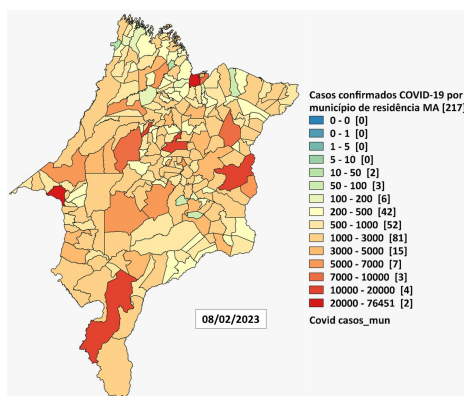 Casos confirmados COVID-19 por
município de residência MA [217]
0 - 0 [0]
0 - 1 [0]
1 - 5 [0]
5 - 10 [0]
10 - 50 [2]
50 - 100 [3]
100 - 200 [6]
200 - 500 [42]
500 - 1000 [52]
1000 - 3000 [81]
3000 - 5000 [15]
5000 - 7000 [7]
7000 - 10000 [3]
10000 - 20000 [4]
20000 - 76451 [2]
Covid casos_mun
08/02/2023